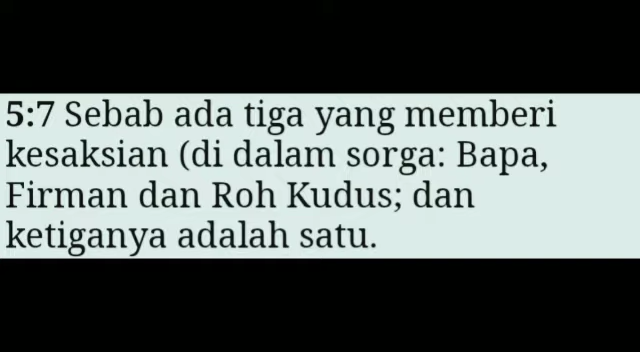 5:7 Sebab ada tiga yang memberi
kesaksian (di dalam sorga: Bapa,
Firman dan Roh Kudus; dan
ketiganya adalah satu.